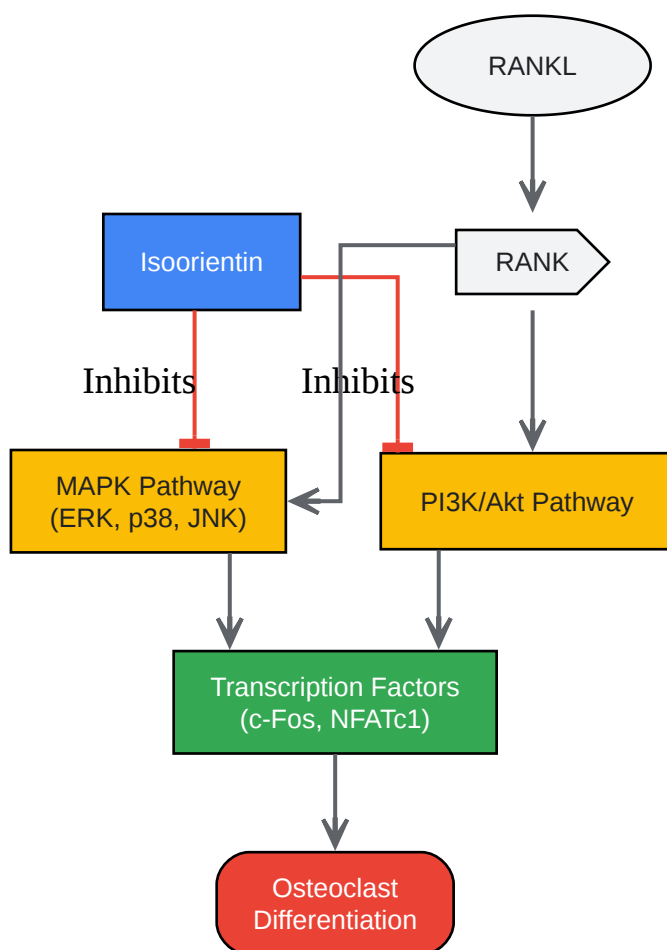 RANKL
Isoorientin
RANK
Inhibits
Inhibits
MAPK Pathway
(ERK, p38, JNK)
PI3K/Akt Pathway
Transcription Factors
(c-Fos, NFATc1)
Osteoclast
Differentiation